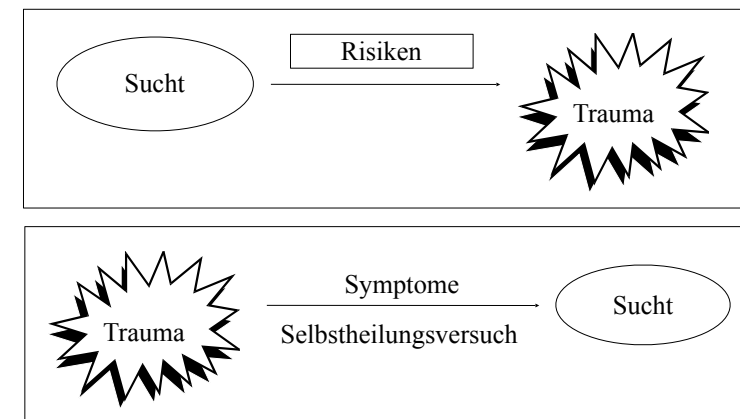 Risiken
Sucht
Trauma
Symptome
Trauma
Sucht
Selbstheilungsversuch